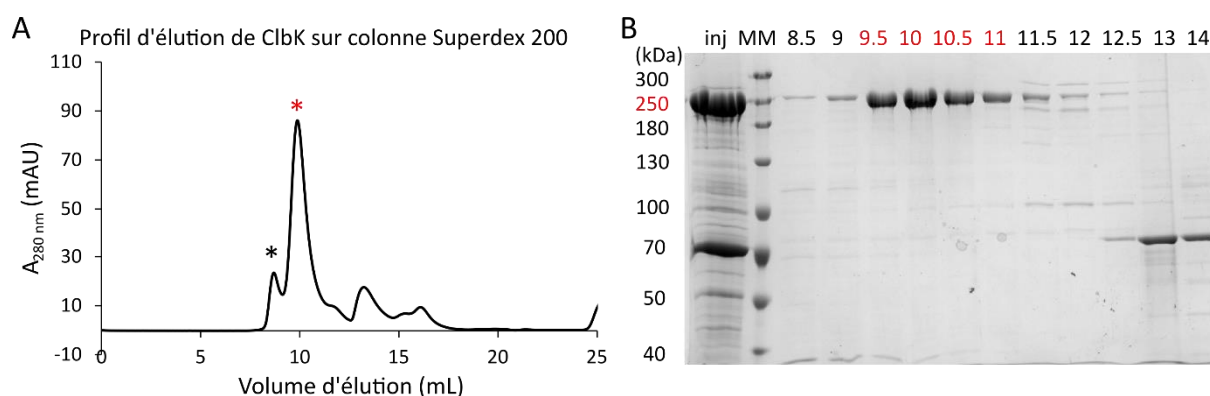 A
Profil d'élution de ClbK sur colonne Superdex 200
110
90
70
50
30
10
-10
A280 nm (mAU)
*
*
0 5 10 15 20 25
Volume d'élution (mL)
B
inj MM 8.5 9 9.5 10 10.5 11 11.5 12 12.5 13 14
(kDa)
300
250
180
130
100
70
50
40